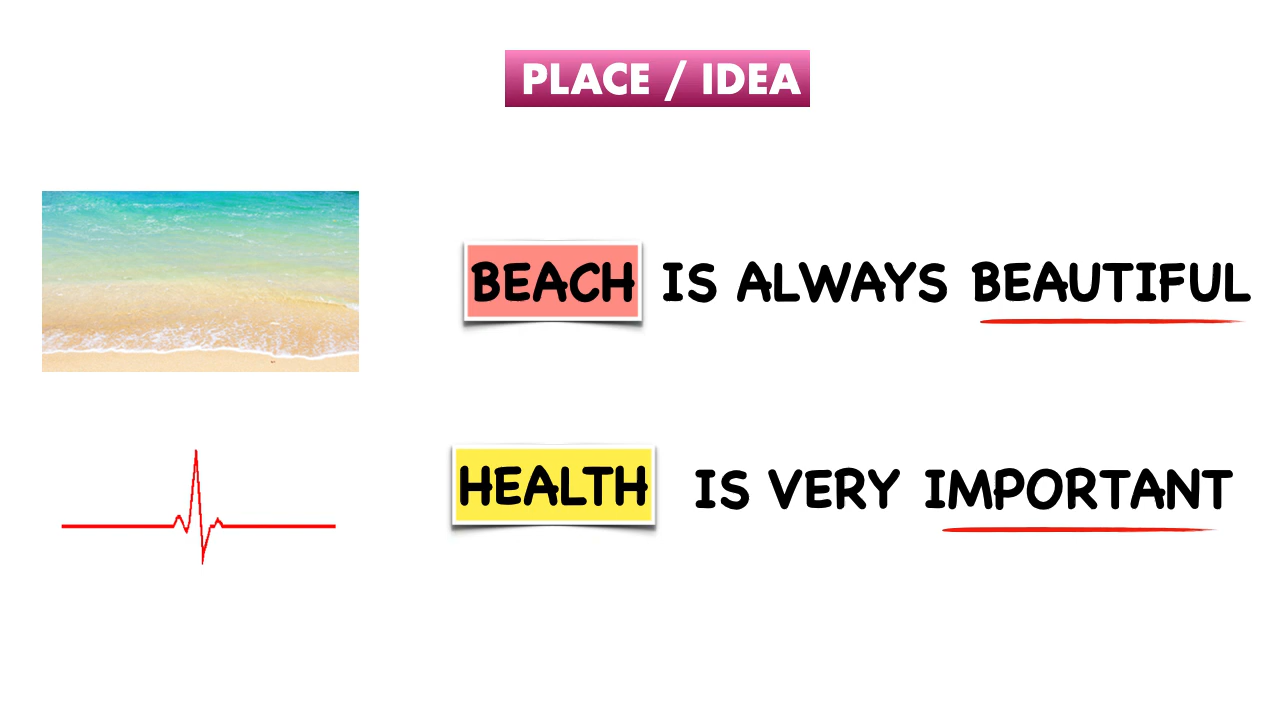 PLACE / IDEA
BEACH IS ALWAYS BEAUTIFUL
HEALTH IS VERY IMPORTANT